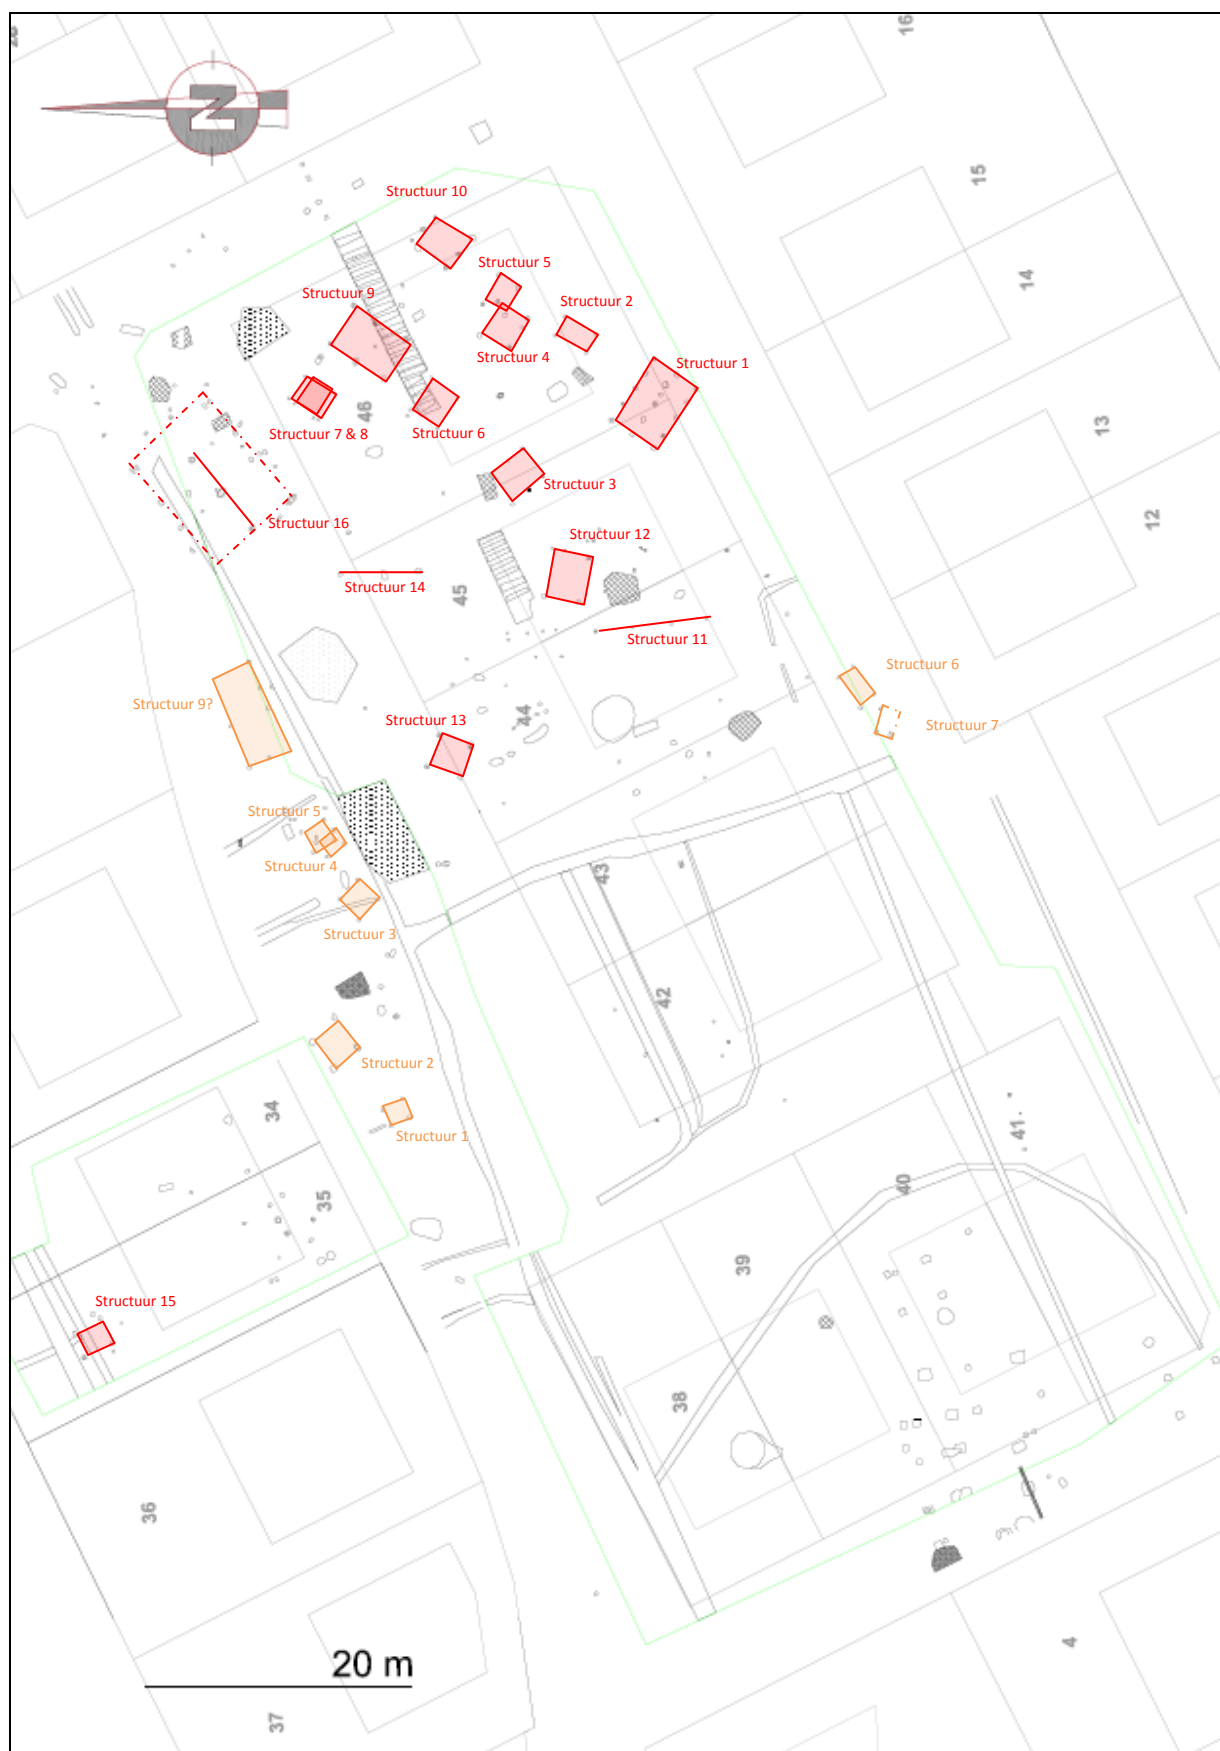 N
16
15
14
13
12
Structuur 10
Structuur 5
Structuur 9
Structuur 2
Structuur 4
Structuur 1
46
Structuur 7 & 8
Structuur 6
Structuur 3
Structuur 16
Structuur 12
Structuur 14
45
Structuur 11
Structuur 6
Structuur 9?
44
Structuur 13
Structuur 7
Structuur 5
Structuur 4
43
Structuur 3
42
Structuur 2
34
Structuur 1
41
35
40
39
Structuur 15
38
36
4
20 m
37